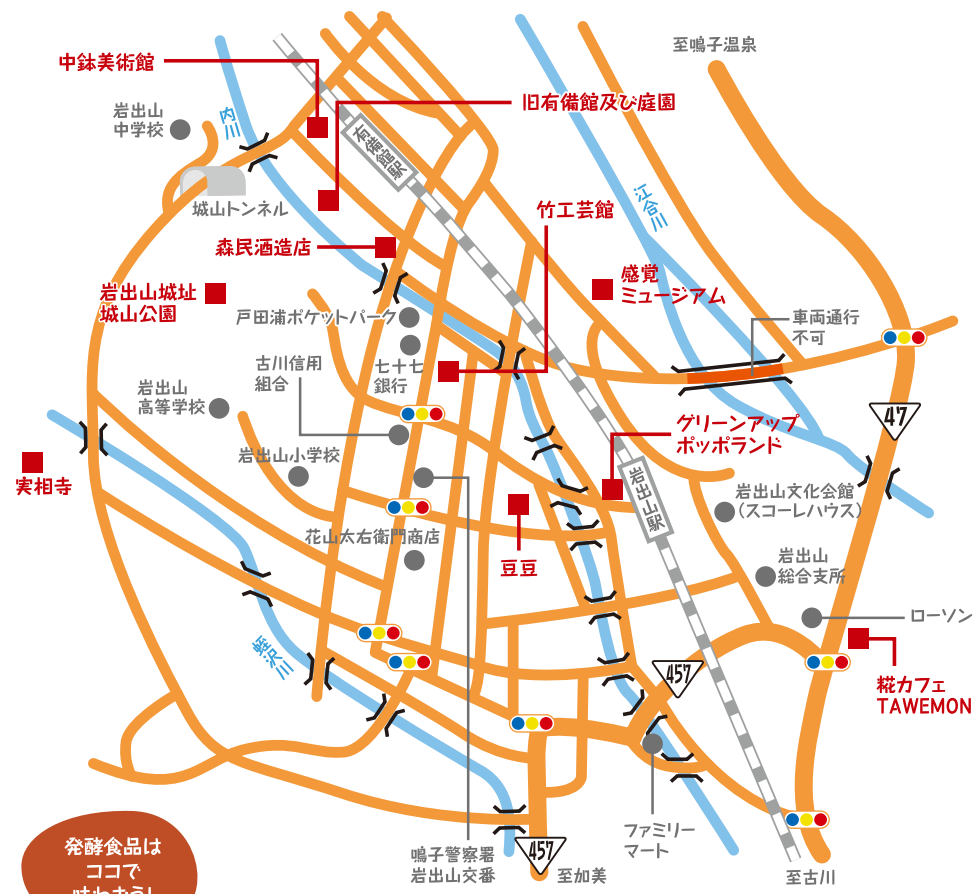 至鳴子温泉
中鉢美術館
旧有備館及び庭園
岩出山
中学校
内川
有備館駅
城山トンネル
江合川
竹工芸館
森民酒造店
感覚
ミュージアム
岩出山城址
城山公園
戸田浦ポケットパーク
車両通行
不可
古川信用
組合
七十七
銀行
岩出山
高等学校
47
グリーンアップ
ポッポランド
岩出山小学校
実相寺
岩出山駅
岩出山文化会館
(スコーレハウス)
花山太右衛門商店
豆豆
岩出山
総合支所
ローソン
蛭沢川
457
糀カフェ
TAWEMON
ファミリー
マート
鳴子警察署
岩出山交番
457
至加美
至古川
発酵食品は
ココで